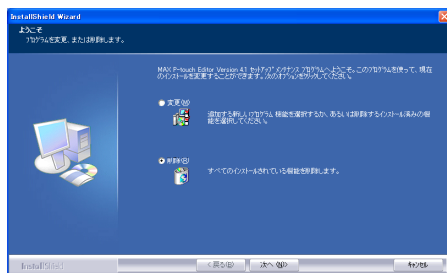 InstallShield Wizard
ようこそ
プログラムを変更、または削除します。
MAX P-touch Editor Version 4.1 セットアップ メンテナンス プログラムへようこそ。このプログラムを使って、現在
のインストールを変更することができます。次のオプションをクリックしてください。
変更(M)
追加する新しいプログラム機能を選択するか、あるいは削除するインストール済みの機
能を選択してください。
削除(R)
すべてのインストールされている機能を削除します。
InstallShield
< 戻る(B)
次へ (N)>
キャンセル